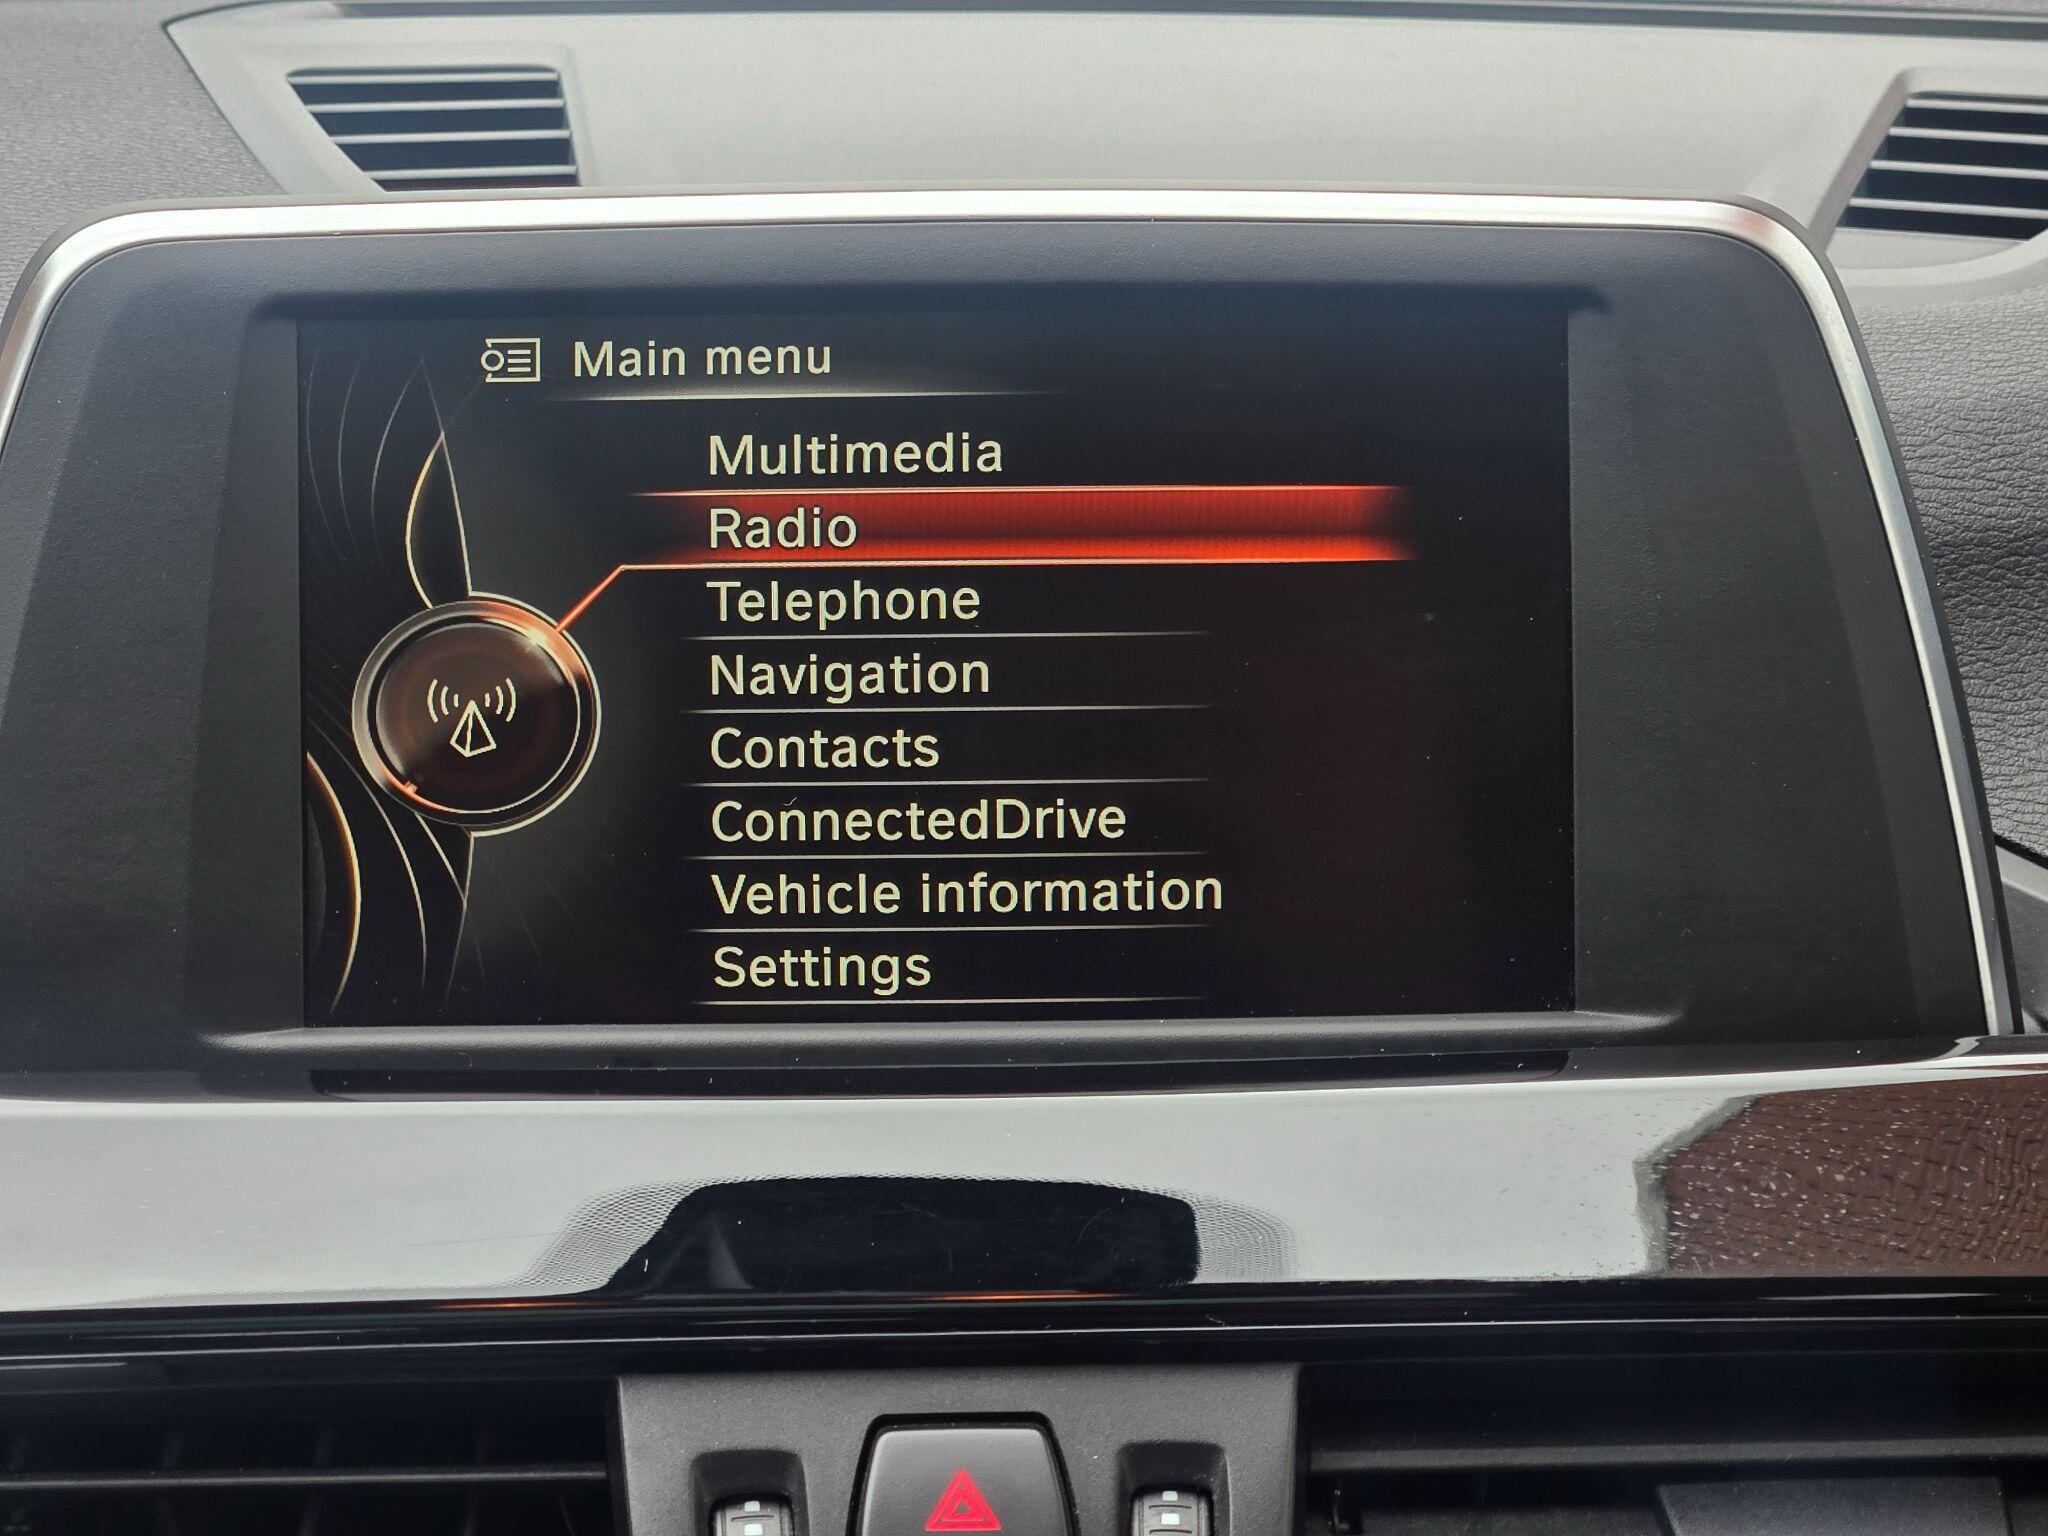 Main menu
Multimedia
Radio
Telephone
Navigation
Contacts
ConnectedDrive
Vehicle information
Settings